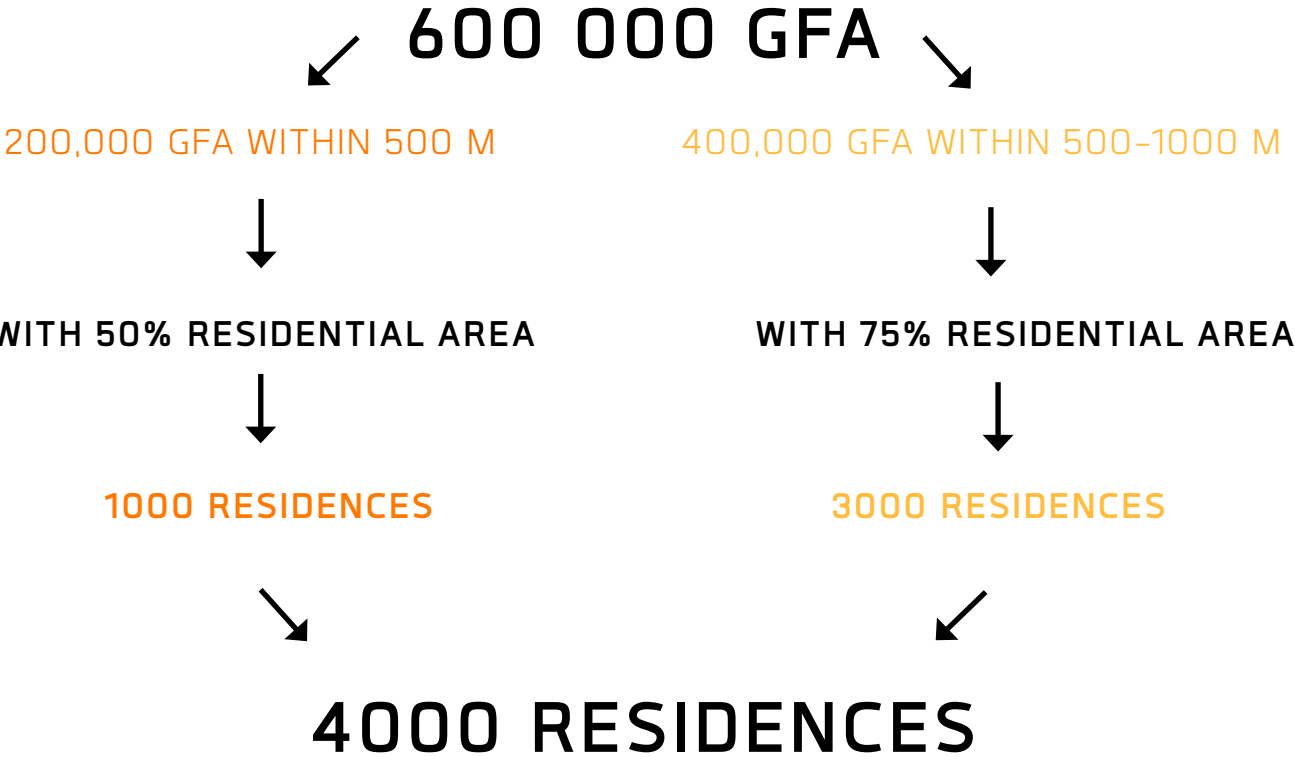 600 000 GFA
200,000 GFA WITHIN 500 M
400,000 GFA WITHIN 500-1000 M
WITH 50% RESIDENTIAL AREA
WITH 75% RESIDENTIAL AREA
1000 RESIDENCES
3000 RESIDENCES
4000 RESIDENCES